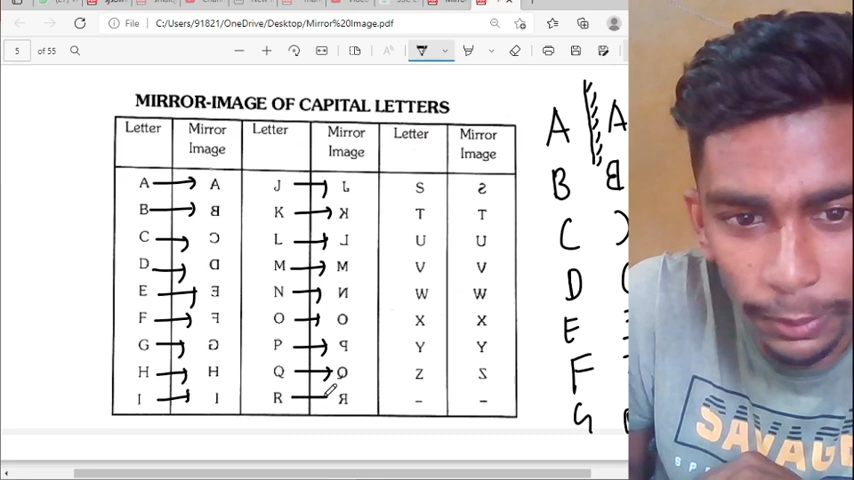 File | C:/Users/91821/OneDrive/Desktop/Mirror%20Image.pdf
5 of 55
MIRROR-IMAGE OF CAPITAL LETTERS
Letter Mirror Image Letter Mirror Image Letter Mirror Image
A A J J S S
B B K K T T
C C L L U U
D D M M V V
E E N N W W
F F O O X X
G G P P Y Y
H H Q Q Z Z
I I R R - -
A A
B B
C
D
E
F
G
SAVAGE